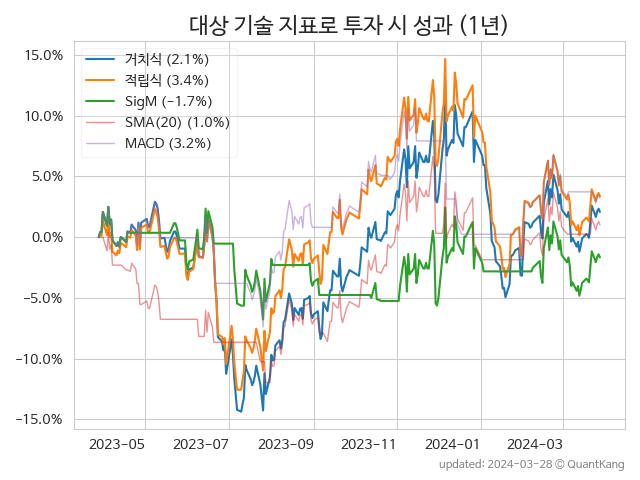 대상 기술 지표로 투자 시 성과 (1년)
거치식 (2.1%)
적립식 (3.4%)
SigM (−1.7%)
SMA(20) (1.0%)
MACD (3.2%)
15.0%
10.0%
5.0%
0.0%
−5.0%
−10.0%
−15.0%
2023-05 2023-07 2023-09 2023-11 2024-01 2024-03
updated: 2024-03-28 © QuantKang